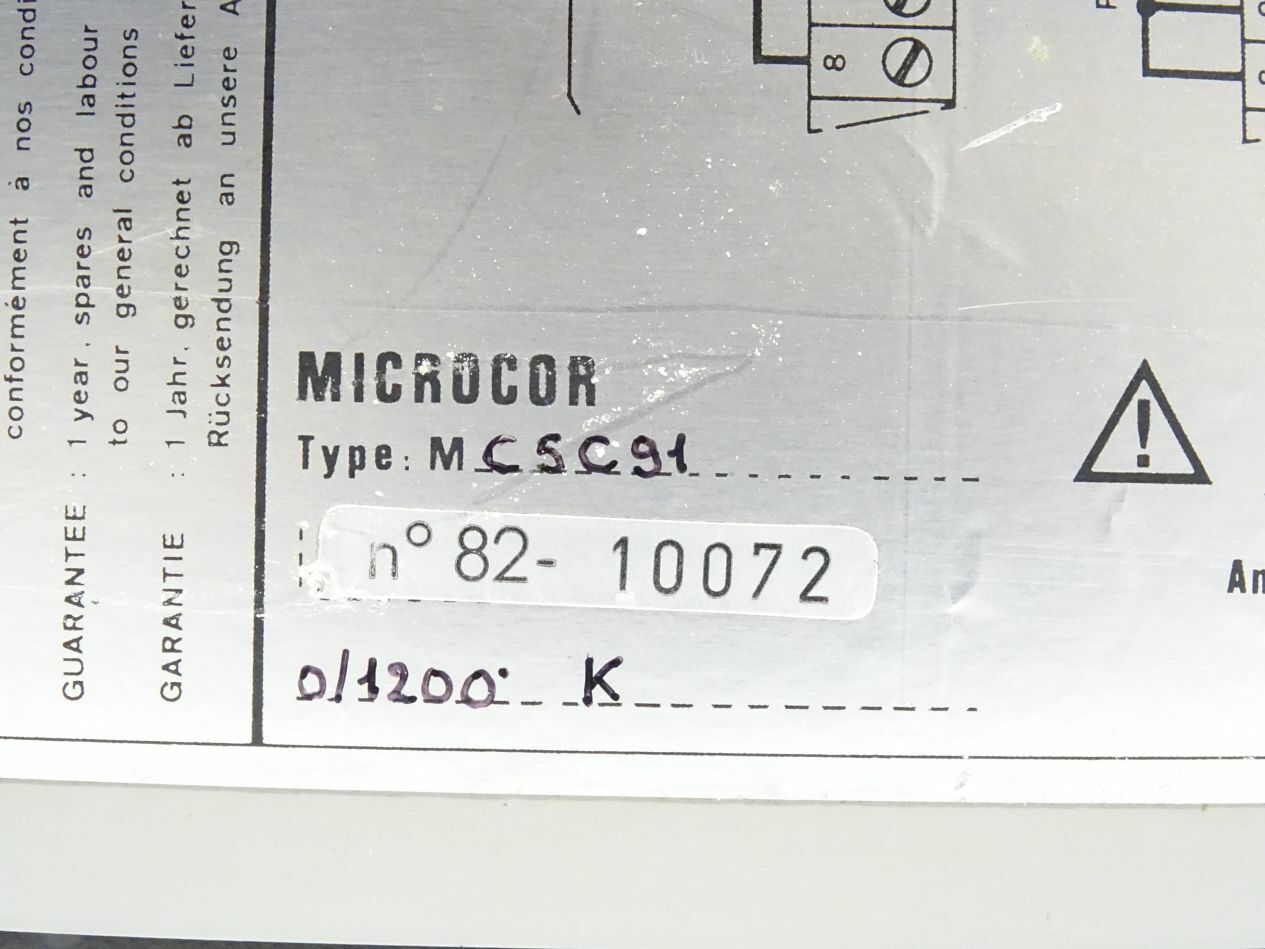 conformément à nos condi
GUARANTEE : 1 year, spares and labour
to our general conditions
GARANTIE : 1 Jahr, gerechnet ab Liefer
Rücksendung an unsere A
8
MICROCOR
Type: MCSC91
n° 82- 10072
0/1200° K
An